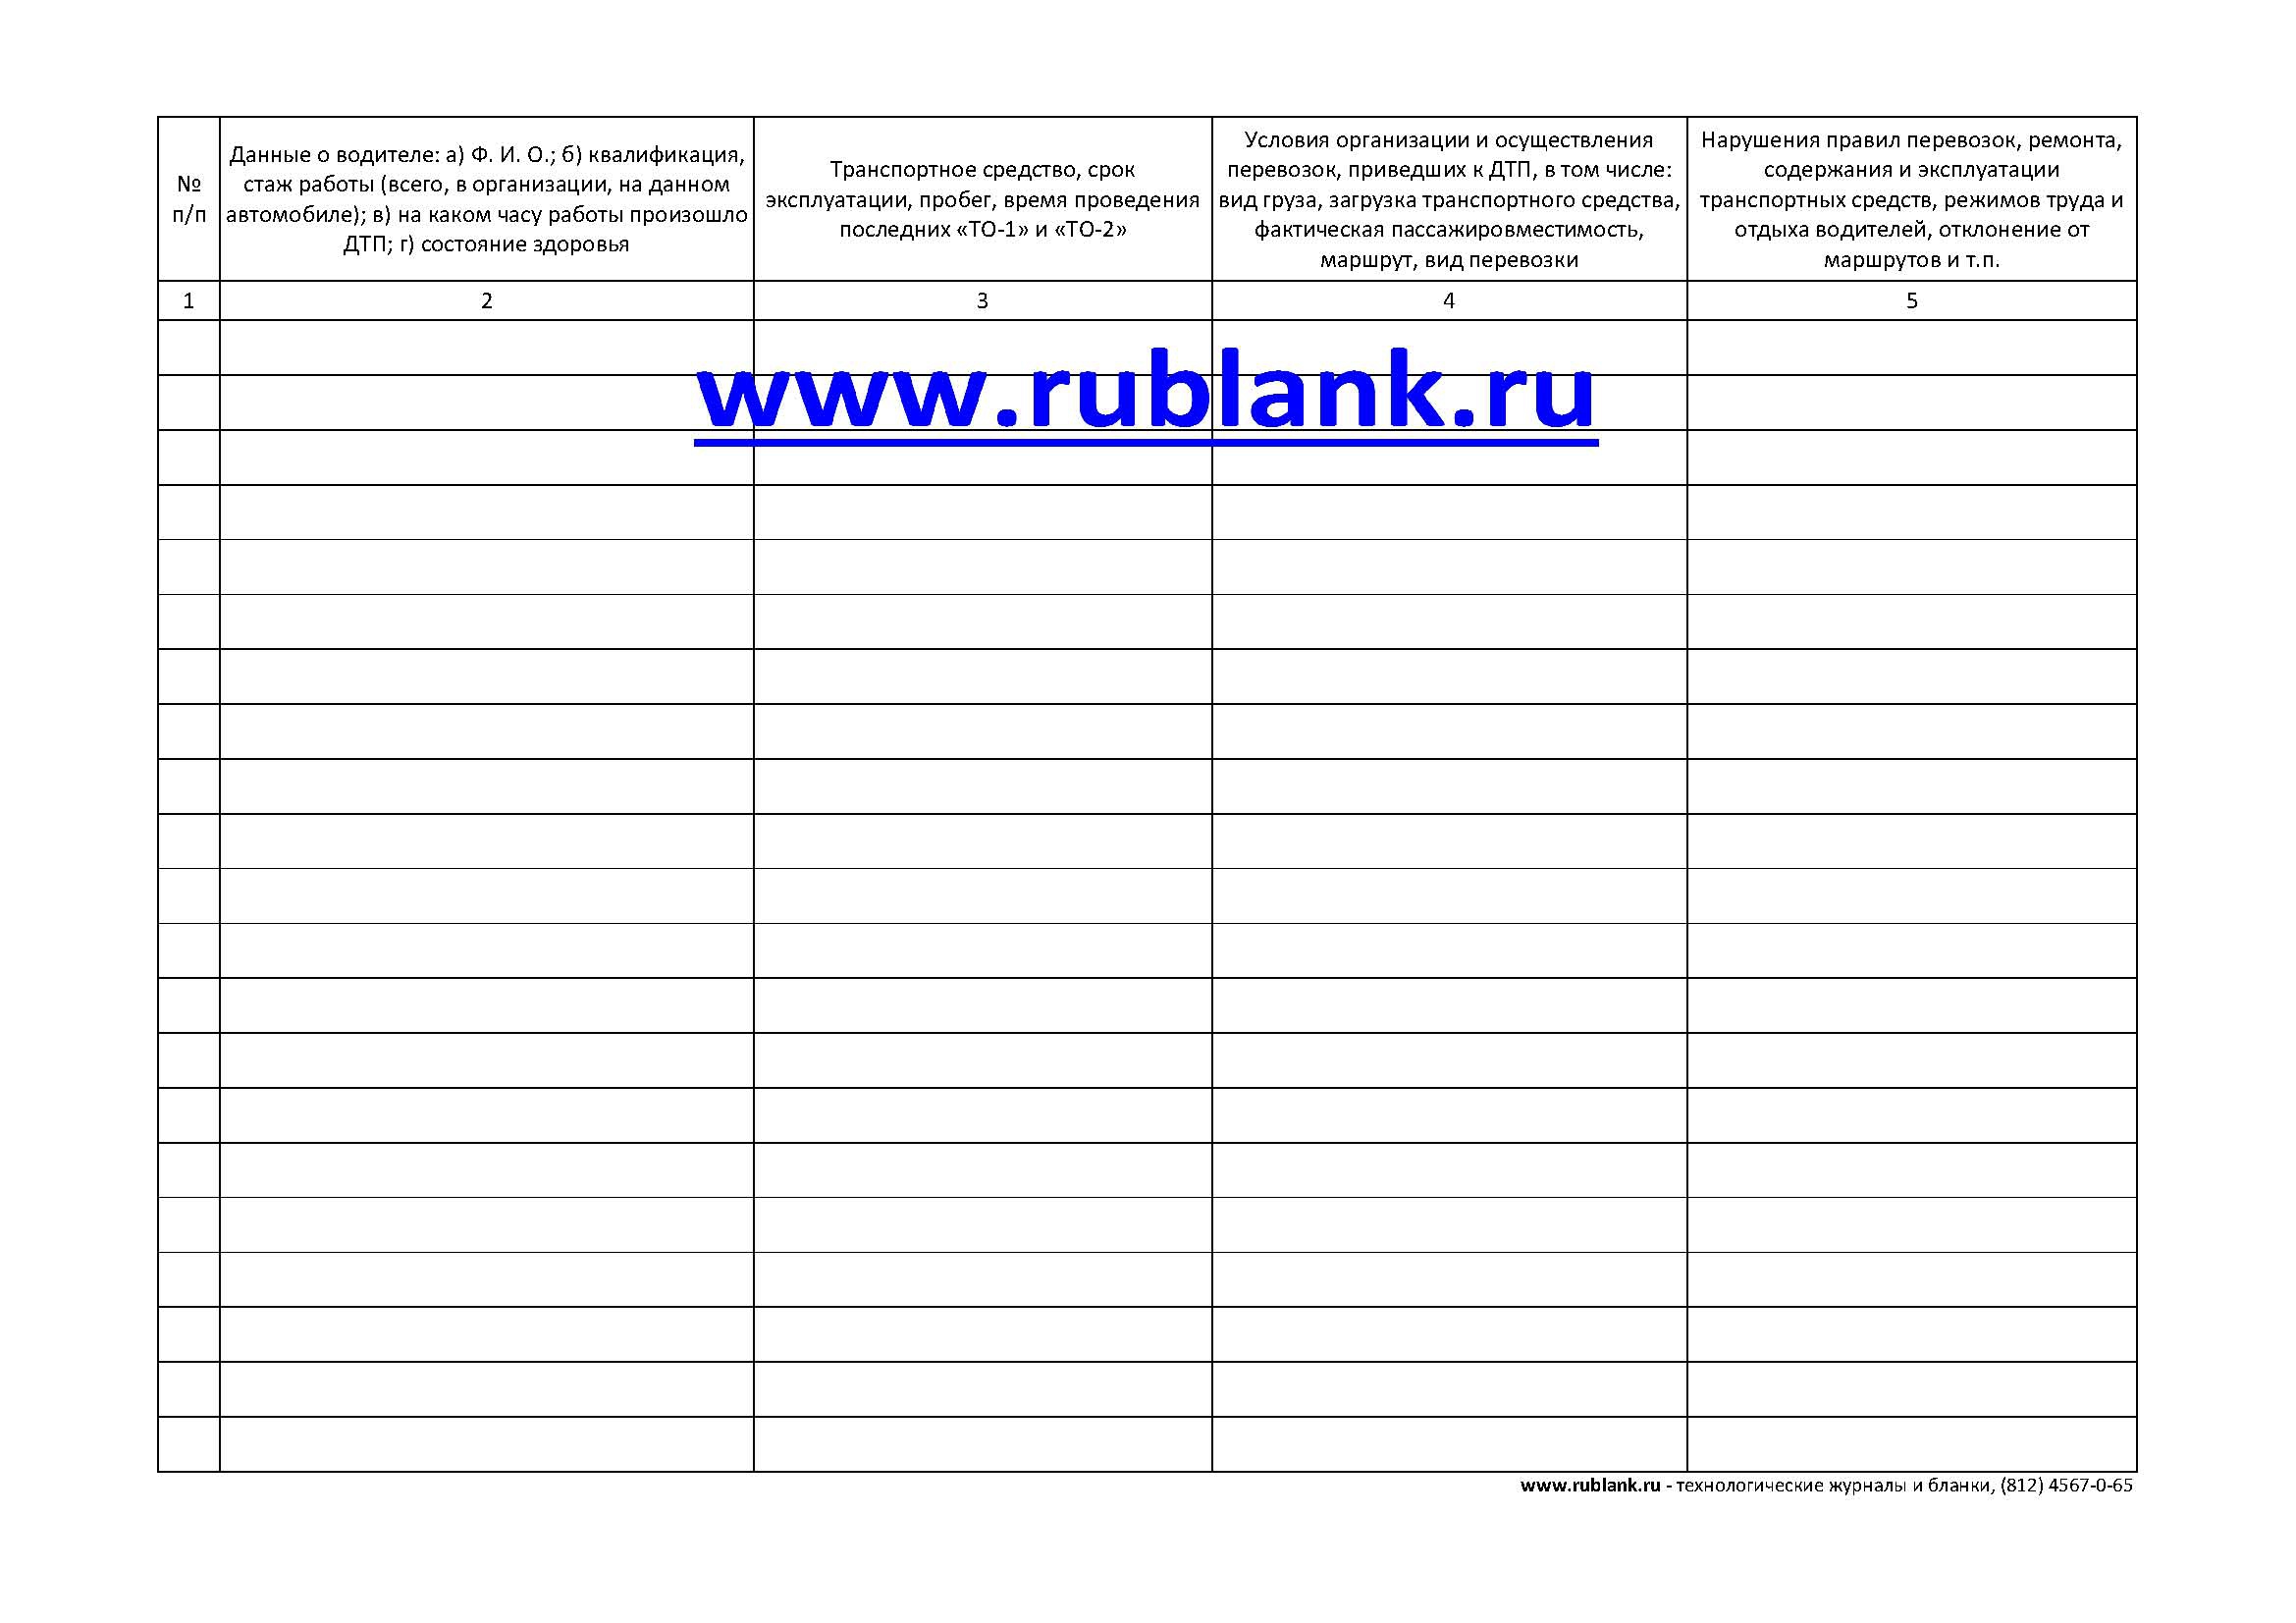 №
п/п
Данные о водителе: а) Ф. И. О.; б) квалификация,
стаж работы (всего, в организации, на данном
автомобиле); в) на каком часу работы произошло
ДТП; г) состояние здоровья
Транспортное средство, срок
эксплуатации, пробег, время проведения
последних «ТО-1» и «ТО-2»
Условия организации и осуществления
перевозок, приведших к ДТП, в том числе:
вид груза, загрузка транспортного средства,
фактическая пассажировместимость,
маршрут, вид перевозки
Нарушения правил перевозок, ремонта,
содержания и эксплуатации
транспортных средств, режимов труда и
отдыха водителей, отклонение от
маршрутов и т.п.
1 2 3 4 5
www.rublank.ru
www.rublank.ru - технологические журналы и бланки, (812) 4567-0-65